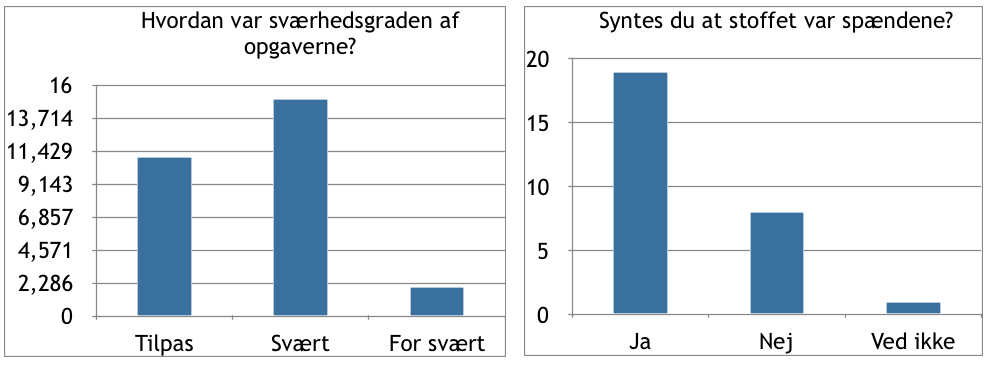 Hvordan var sværhedsgraden af
opgaverne?
16
13,714
11,429
9,143
6,857
4,571
2,286
0
Tilpas Svært For svært
Syntes du at stoffet var spændene?
20
15
10
5
0
Ja Nej Ved ikke